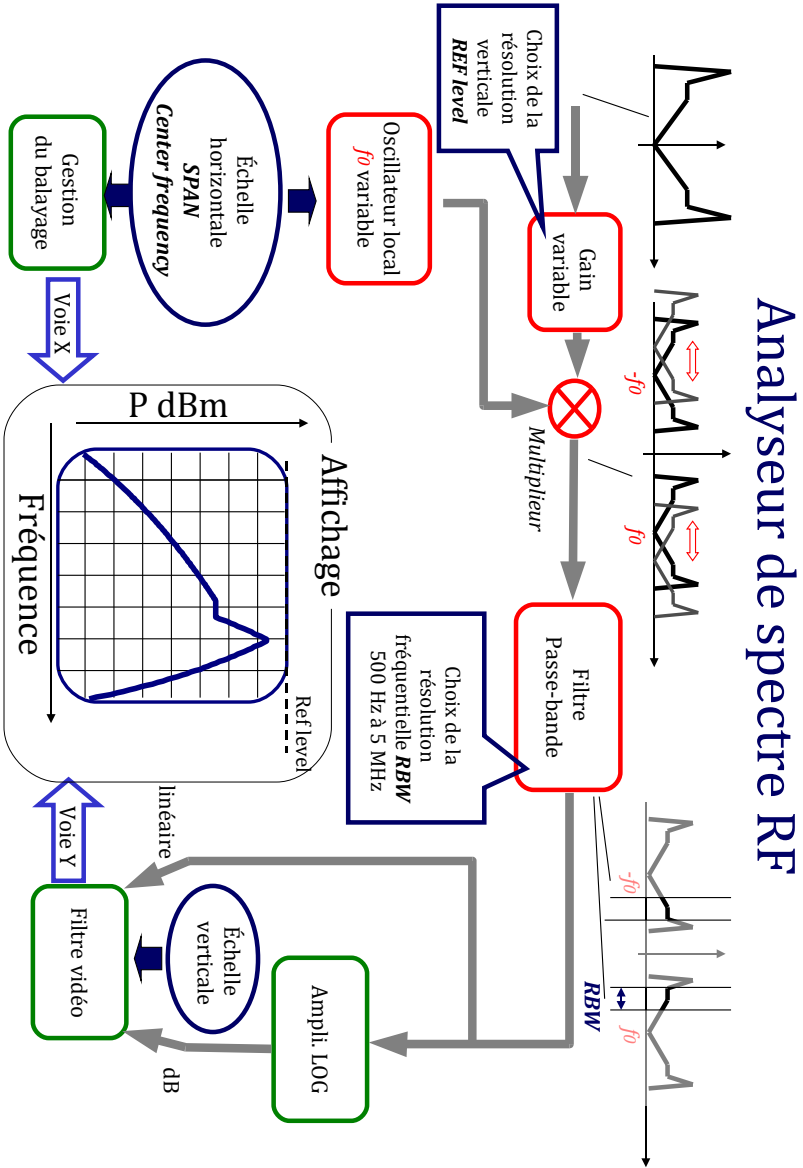 Analyseur de spectre RF
-f0
f0
-f0
f0
RBW
Choix de la
résolution
verticale
REF level
Gain
variable
Multiplieur
Filtre
Passe-bande
Choix de la
résolution
fréquentielle RBW
500 Hz à 5 MHz
Oscillateur local
f0 variable
Échelle
horizontale
SPAN
Center frequency
Gestion
du balayage
Voie X
Affichage
P dBm
Ref level
Fréquence
Ampli. LOG
linéaire
dB
Échelle
verticale
Filtre vidéo
Voie Y